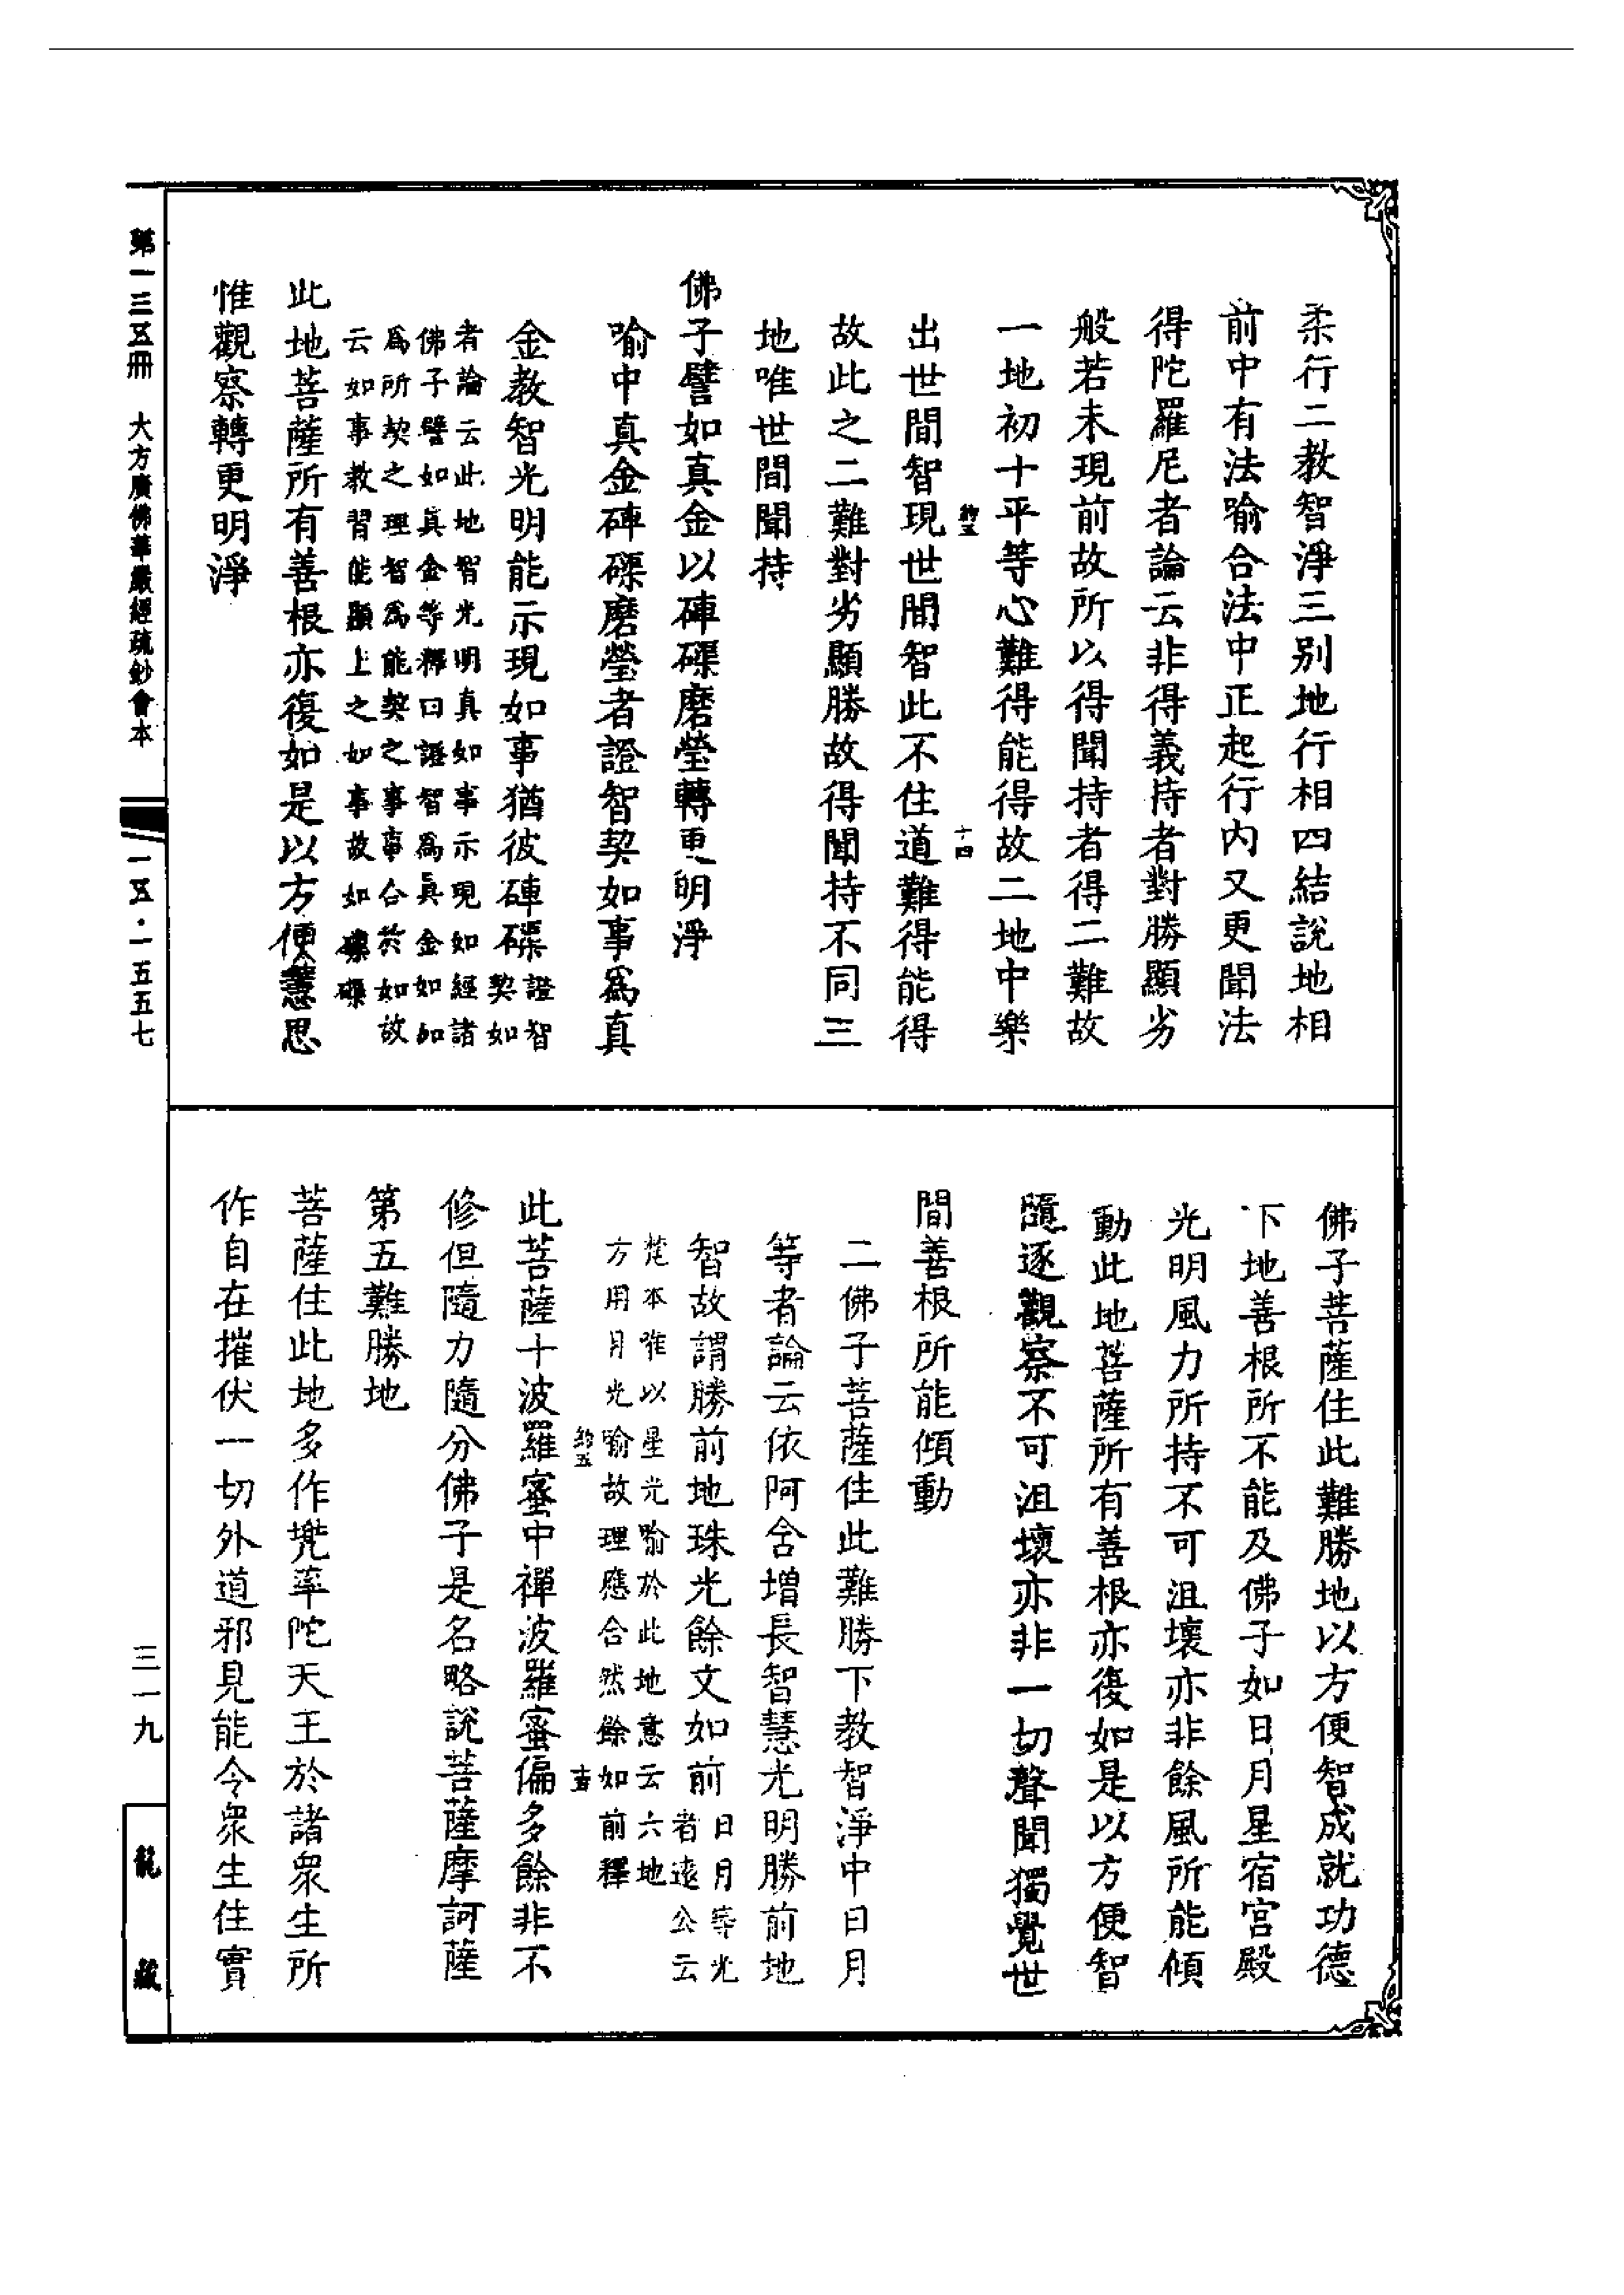 柔行二教智淨三別地行相四結說地相
前中有法喻合法中正起行內又更聞法
得陀羅尼者論云非得義持者對勝顯劣
般若未現前故所以得聞持者得二難故
一地初十平等心難得能得故二地中樂
出世間智現世間智此不住道難得能得
故此之二難對劣顯勝故得聞持不同三
地唯世間聞持
佛子譬如真金以硨磲磨瑩轉更明淨
喻中真金硨磲磨瑩者證智契如事為真
金教智光明能示現如事猶彼硨磲
證智
契如
者論云此地智光明真如事示現如經諸
佛子譬如真金等釋曰證智為真金如如
為所契之理智為能契之事事合於如故
云如事教智能顯上之如事故如硨磲
此地菩薩所有善根亦復如是以方便慧思
惟觀察轉更明淨
佛子菩薩住此難勝地以方便智成就功德
下地善根所不能及佛子如日月星宿宮殿
光明風力所持不可沮壞亦非餘風所能傾
動此地菩薩所有善根亦復如是以方便智
隨逐觀察不可沮壞亦非一切聲聞獨覺世
間善根所能傾動
二佛子菩薩住此難勝下教智淨中日月
等者論云依阿含增長智慧光明勝前地
智故謂勝前地珠光餘文如前
日月等光
者遠公云
梵本唯以星光喻於此地意云六地
方用月光喻故理應合然餘如前釋
此菩薩十波羅蜜中禪波羅蜜偏多餘非不
修但隨力隨分佛子是名略說菩薩摩訶薩
第五難勝地
菩薩住此地多作兜率陀天王於諸眾生所
作自在摧伏一切外道邪見能令眾生住實
第一三五冊 大方廣佛華嚴經疏鈔會本 一五·一五五七
三一九
龍藏